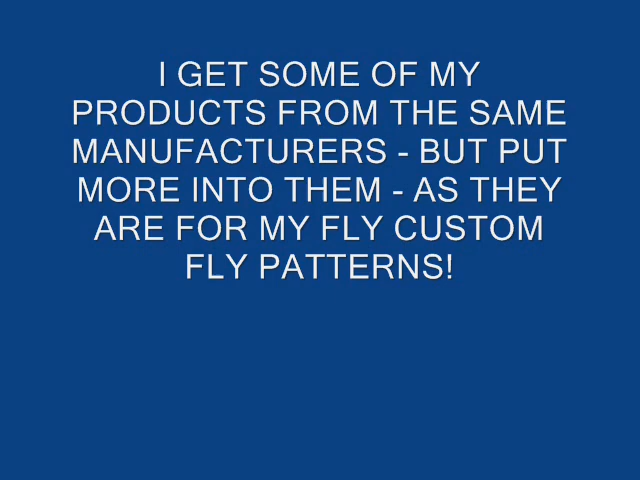 I GET SOME OF MY
PRODUCTS FROM THE SAME
MANUFACTURERS - BUT PUT
MORE INTO THEM - AS THEY
ARE FOR MY FLY CUSTOM
FLY PATTERNS!